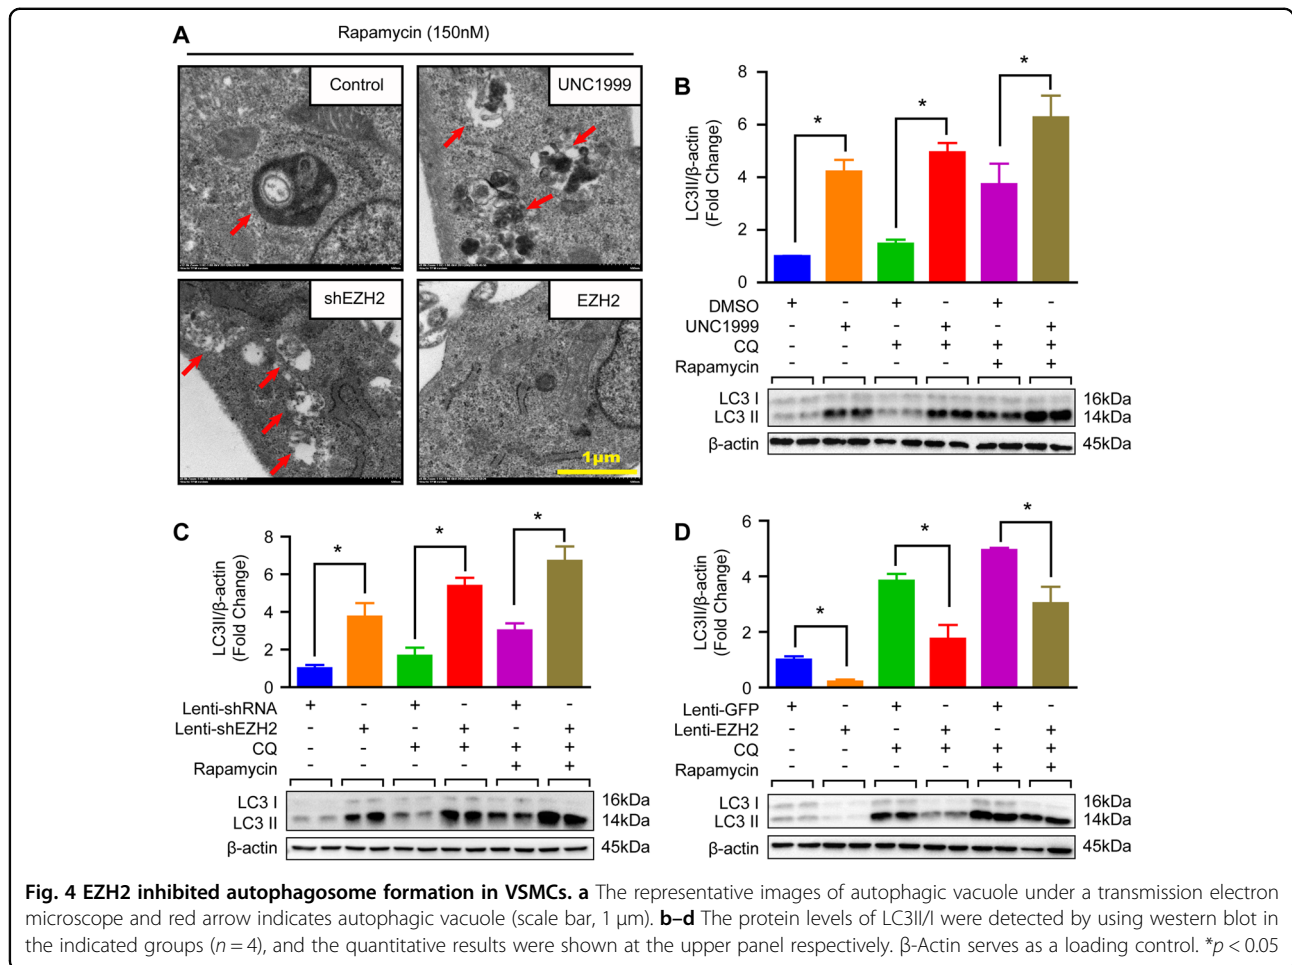 A
Rapamycin (150nM)
Control
UNC1999
shEZH2
EZH2
1μm
B
LC3II/β-actin
(Fold Change)
8
6
4
2
0
* * *
DMSO + - + - + -
UNC1999 - + - + - +
CQ - - + + + +
Rapamycin - - - - + +
LC3 I 16kDa
LC3 II 14kDa
β-actin 45kDa
C
LC3II/β-actin
(Fold Change)
8
6
4
2
0
* * *
Lenti-shRNA + - + - + -
Lenti-shEZH2 - + - + - +
CQ - - + + + +
Rapamycin - - - - + +
LC3 I 16kDa
LC3 II 14kDa
β-actin 45kDa
D
LC3II/β-actin
(Fold Change)
6
4
2
0
* * *
Lenti-GFP + - + - + -
Lenti-EZH2 - + - + - +
CQ - - + + + +
Rapamycin - - - - + +
LC3 I 16kDa
LC3 II 14kDa
β-actin 45kDa
Fig. 4 EZH2 inhibited autophagosome formation in VSMCs. a The representative images of autophagic vacuole under a transmission electron
microscope and red arrow indicates autophagic vacuole (scale bar, 1 μm). b–d The protein levels of LC3II/I were detected by using western blot in
the indicated groups (n = 4), and the quantitative results were shown at the upper panel respectively. β-Actin serves as a loading control. *p < 0.05